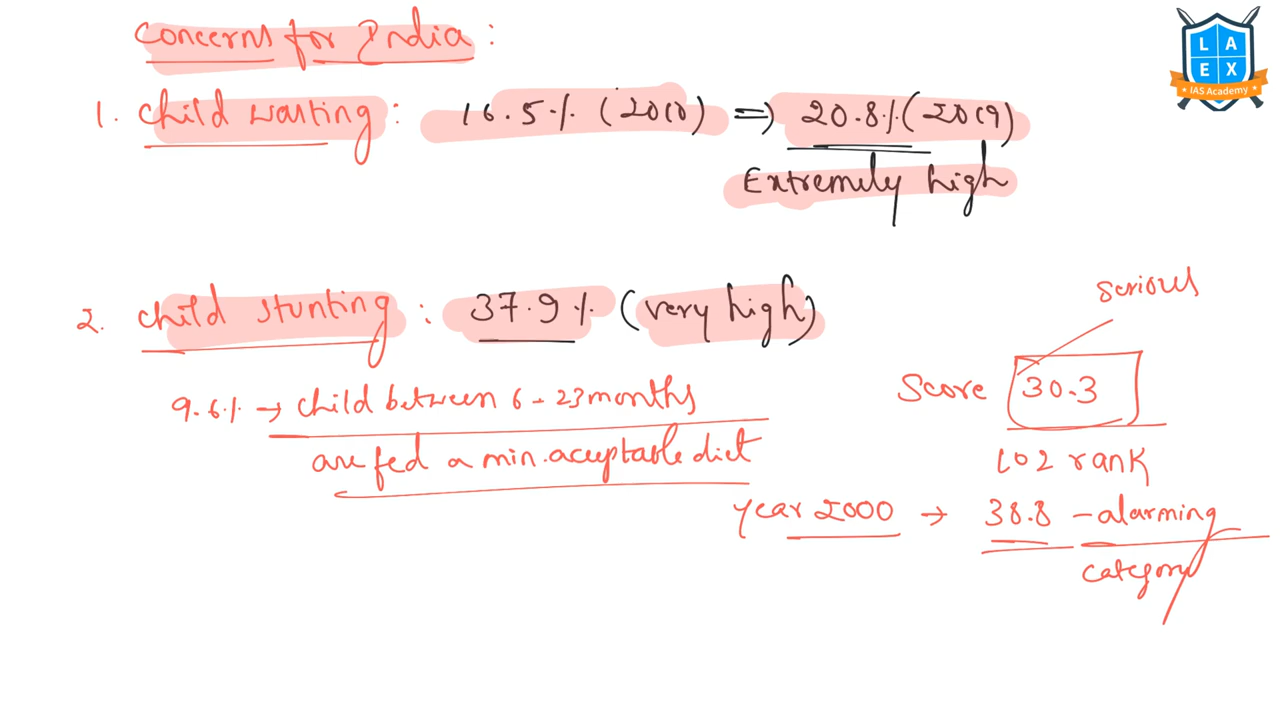 Concerns for India :
1. Child wasting : 16.5% (2010) => 20.8% (2019)
Extremely high
2. Child stunting : 37.9% (very high)
9.6% → child between 6 - 23 months
are fed a min. acceptable diet
serious
Score 30.3
102 rank
year 2000 → 38.8 - alarming
category
L A
E X
IAS Academy